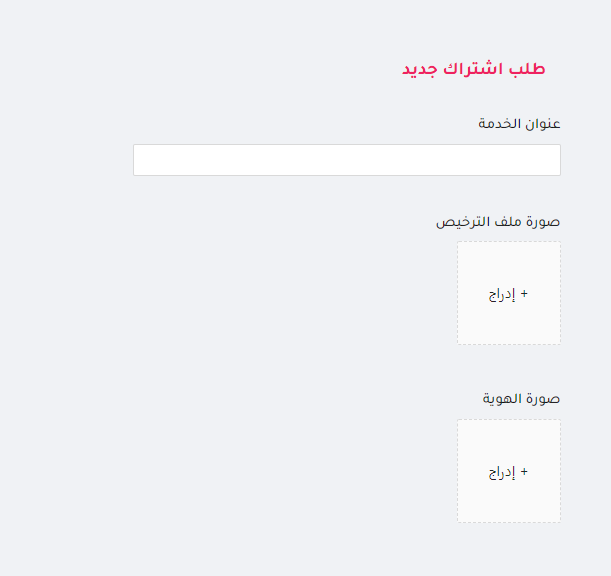 طلب اشتراك جديد
عنوان الخدمة
صورة ملف الترخيص
+ إدراج
صورة الهوية
+ إدراج